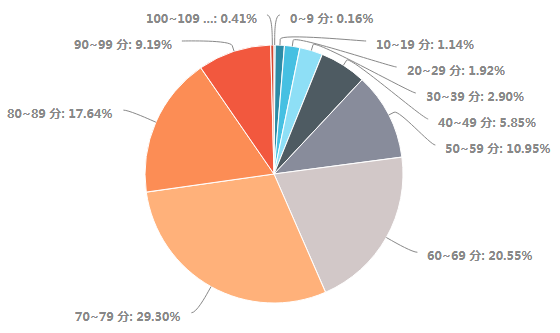 100~109 ...: 0.41%
0~9 分: 0.16%
10~19 分: 1.14%
20~29 分: 1.92%
30~39 分: 2.90%
40~49 分: 5.85%
50~59 分: 10.95%
60~69 分: 20.55%
70~79 分: 29.30%
80~89 分: 17.64%
90~99 分: 9.19%